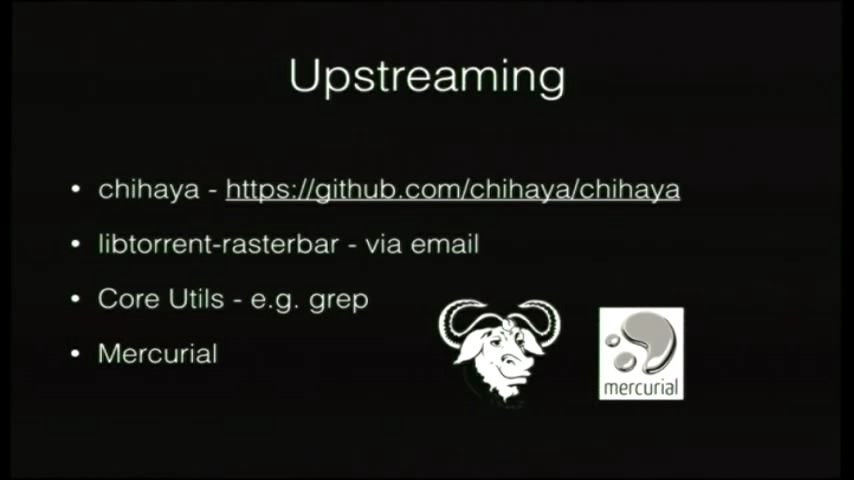 Upstreaming
• chihaya - https://github.com/chihaya/chihaya
• libtorrent-rasterbar - via email
• Core Utils - e.g. grep
• Mercurial
mercurial